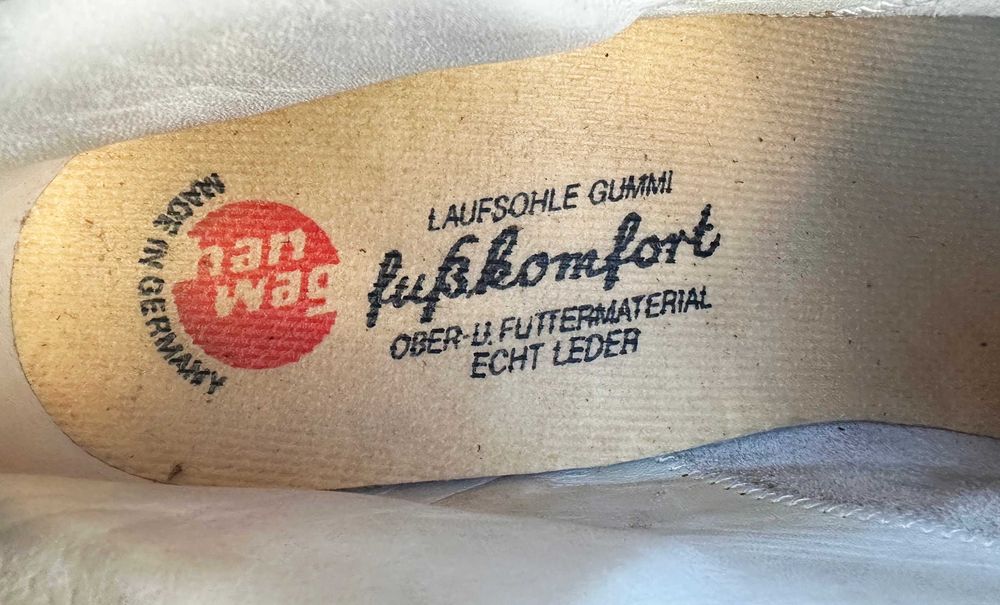 MADE IN GERMANY
han
wag
LAUFSOHLE GUMMI
fußkomfort
OBER- U. FUTTERMATERIAL
ECHT LEDER